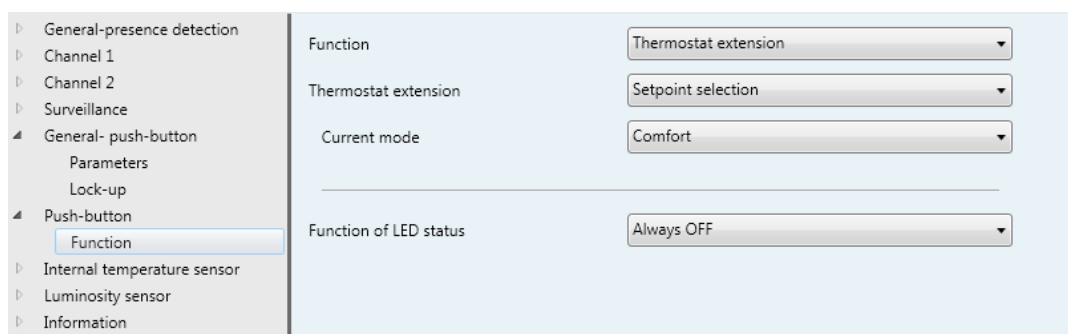 General-presence detection
Channel 1
Channel 2
Surveillance
General- push-button
Parameters
Lock-up
Push-button
Function
Internal temperature sensor
Luminosity sensor
Information
Function Thermostat extension
Thermostat extension Setpoint selection
Current mode Comfort
Function of LED status Always OFF